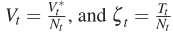 $V_t = \frac{V_t^*}{N_t}$, and $\zeta_t = \frac{T_t}{N_t}$